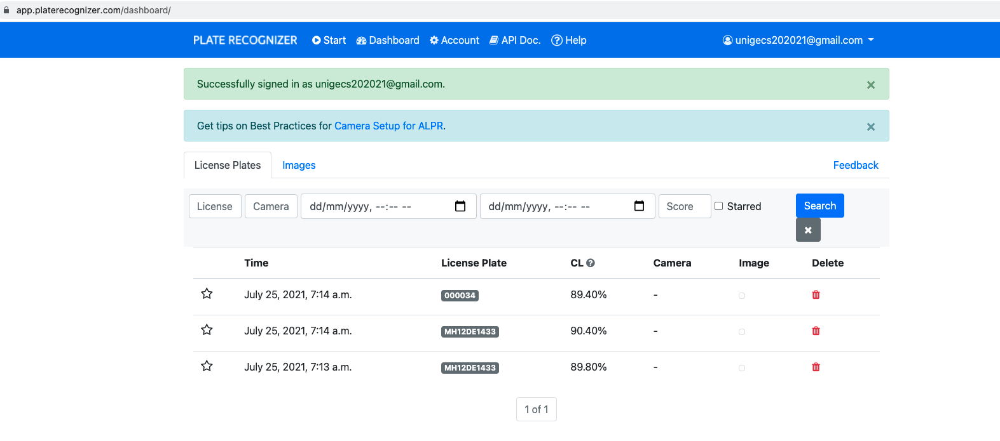 app.platerecognizer.com/dashboard/
PLATE RECOGNIZER Start Dashboard Account API Doc. Help unigecs202021@gmail.com
Successfully signed in as unigecs202021@gmail.com. ×
Get tips on Best Practices for Camera Setup for ALPR. ×
License Plates Images Feedback
License Camera dd/mm/yyyy, --:-- -- dd/mm/yyyy, --:-- -- Score Starred Search
×
Time License Plate CL ? Camera Image Delete
July 25, 2021, 7:14 a.m. 000034 89.40% -
July 25, 2021, 7:14 a.m. MH12DE1433 90.40% -
July 25, 2021, 7:13 a.m. MH12DE1433 89.80% -
1 of 1